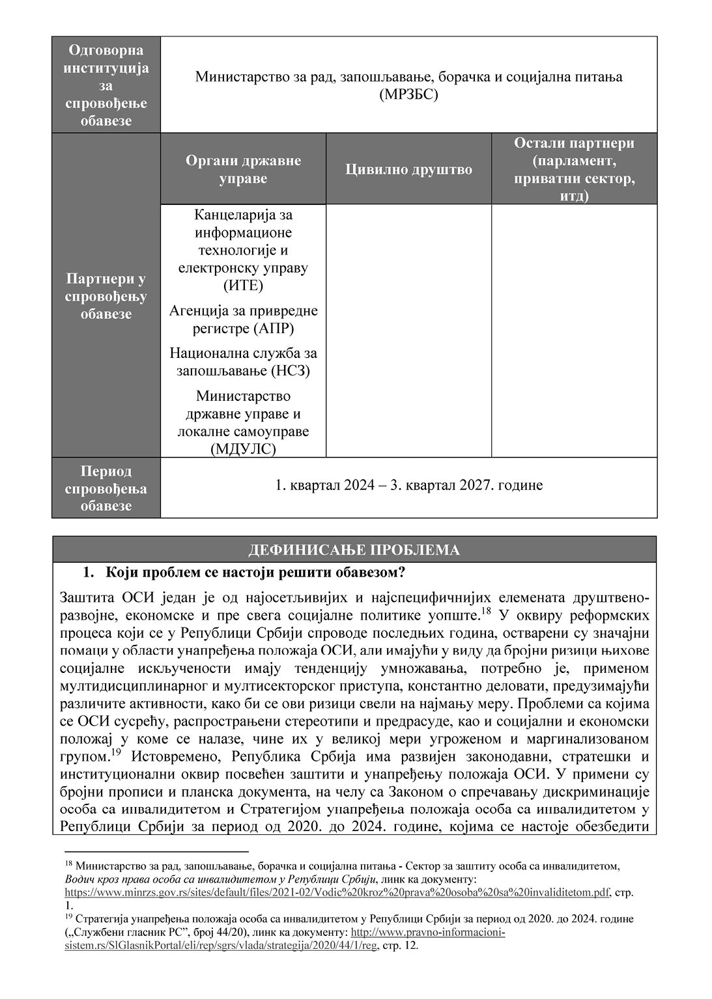 Одговорна
институција
за
спровођење
обавезе
Министарство за рад, запошљавање, борачка и социјална питања
(МРЗБС)
Партнери у
спровођењу
обавезе
Органи државне
управе
Цивилно друштво
Остали партнери
(парламент,
приватни сектор,
итд)
Канцеларија за
информационе
технологије и
електронску управу
(ИТЕ)
Агенција за привредне
регистре (АПР)
Национална служба за
запошљавање (НСЗ)
Министарство
државне управе и
локалне самоуправе
(МДУЛС)
Период
спровођења
обавезе
1. квартал 2024 – 3. квартал 2027. године
ДЕФИНИСАЊЕ ПРОБЛЕМА
1. Који проблем се настоји решити обавезом?
Заштита ОСИ један је од најосетљивијих и најспецифичнијих елемената друштвено-
развојне, економске и пре свега социјалне политике уопште.18 У оквиру реформских
процеса који се у Републици Србији спроводе последњих година, остварени су значајни
помаци у области унапређења положаја ОСИ, али имајући у виду да бројни ризици њихове
социјалне искључености имају тенденцију умножавања, потребно је, применом
мултидисциплинарног и мултисекторског приступа, константно деловати, предузимајући
различите активности, како би се ови ризици свели на најмању меру. Проблеми са којима
се ОСИ сусрећу, распрострањени стереотипи и предрасуде, као и социјални и економски
положај у коме се налазе, чине их у великој мери угроженом и маргинализованом
групом.19 Истовремено, Република Србија има развијен законодавни, стратешки и
институционални оквир посвећен заштити и унапређењу положаја ОСИ. У примени су
бројни прописи и планска документа, на челу са Законом о спречавању дискриминације
особа са инвалидитетом и Стратегијом унапређења положаја особа са инвалидитетом у
Републици Србији за период од 2020. до 2024. године, којима се настоје обезбедити
18 Министарство за рад, запошљавање, борачка и социјална питања - Сектор за заштиту особа са инвалидитетом,
Водич кроз права особа са инвалидитетом у Републици Србији, линк ка документу:
https://www.minrzs.gov.rs/sites/default/files/2021-02/Vodic%20kroz%20prava%20osoba%20sa%20invaliditetom.pdf, стр.
1.
19 Стратегија унапређења положаја особа са инвалидитетом у Републици Србији за период од 2020. до 2024. године
(„Службени гласник РС”, број 44/20), линк ка документу: http://www.pravno-informacioni-
sistem.rs/SlGlasnikPortal/eli/rep/sgrs/vlada/strategija/2020/44/1/reg, стр. 12.